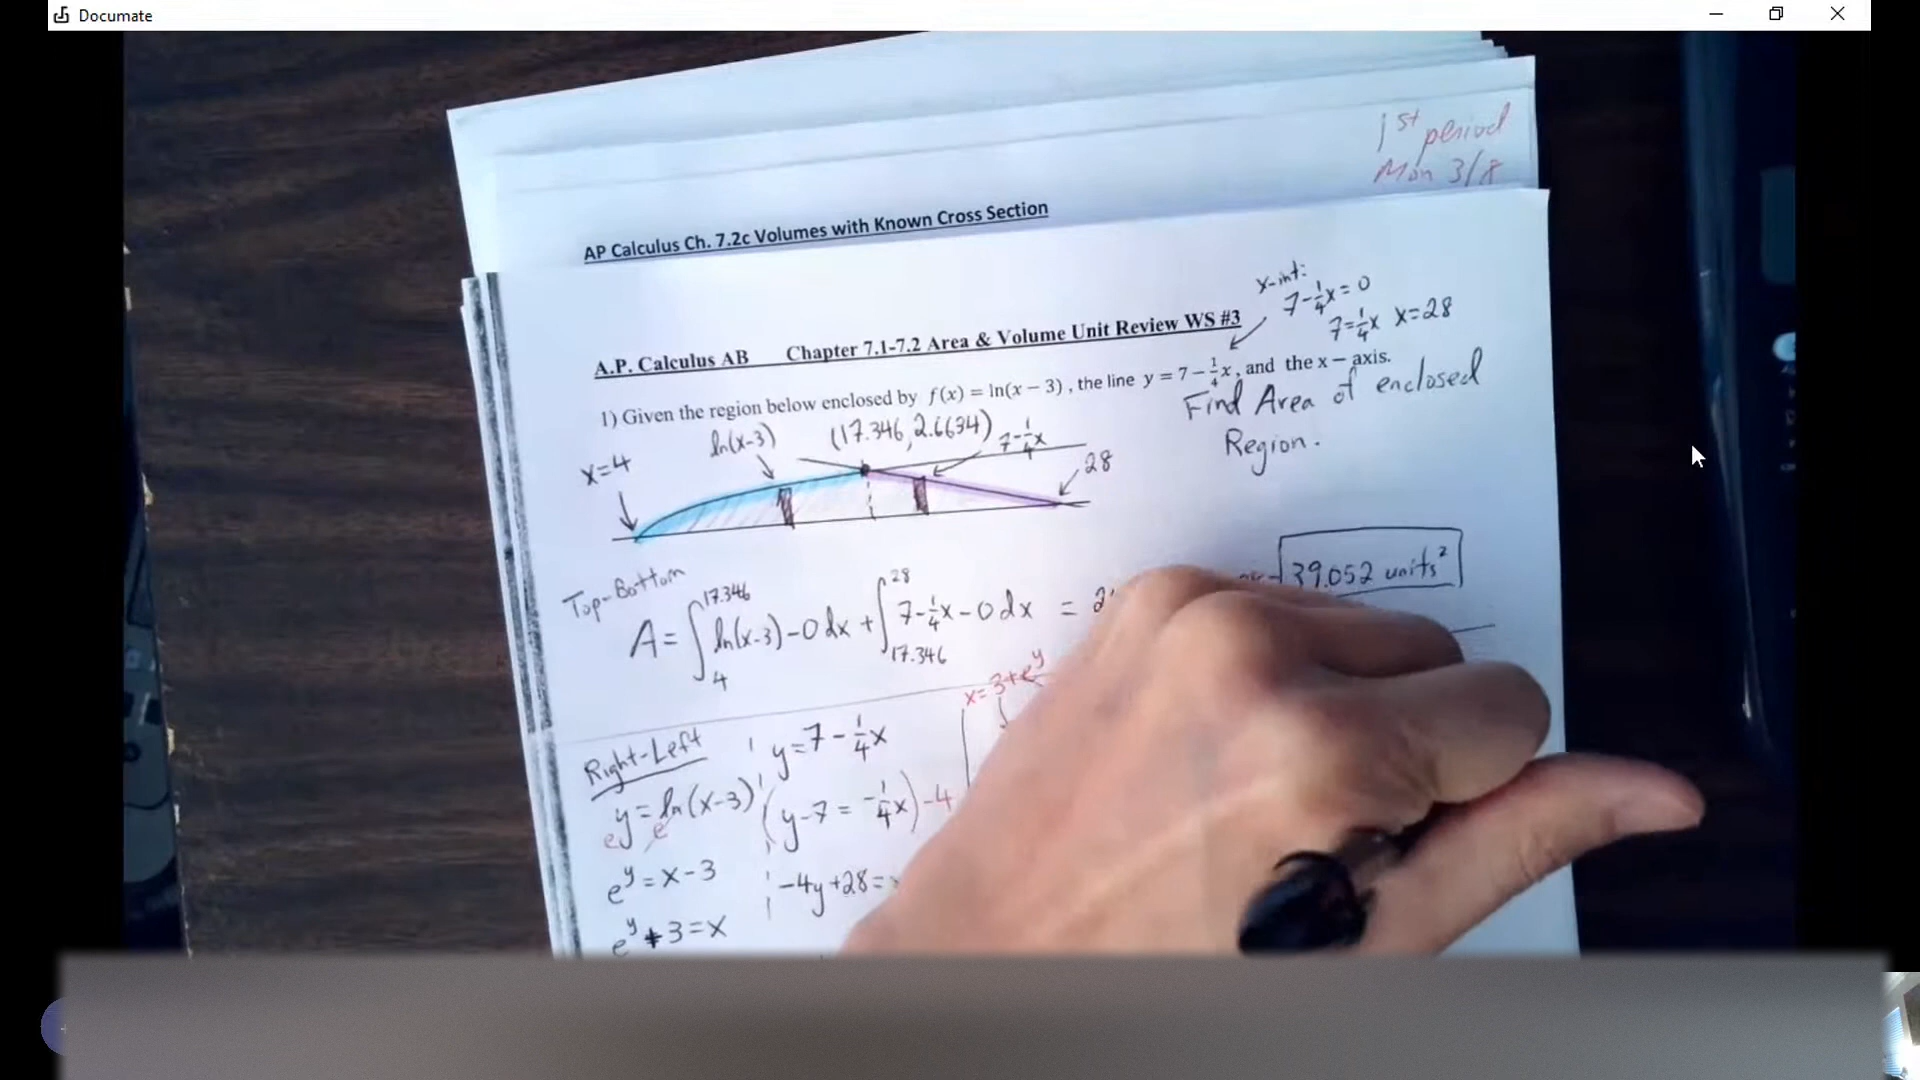 Documate
1st period
Mon 3/8
AP Calculus Ch. 7.2c Volumes with Known Cross Section
x-int:
7-1/4x=0
7=1/4x x=28
A.P. Calculus AB Chapter 7.1-7.2 Area & Volume Unit Review WS #3
1) Given the region below enclosed by f(x) = ln(x − 3), the line y = 7 − 1/4x, and the x − axis.
Find Area of enclosed
Region.
x=4
ln(x-3)
(17.346, 2.6634)
7-1/4x
28
Top-Bottom
A = ∫_4^17.346 ln(x-3)-0 dx + ∫_17.346^28 7-1/4x-0 dx =
39.052 units²
x=3+e^y
Right-Left
y=7-1/4x
y=ln(x-3)
e e
(y-7 = -1/4x)-4
e^y=x-3
-4y+28=
e^y+3=x